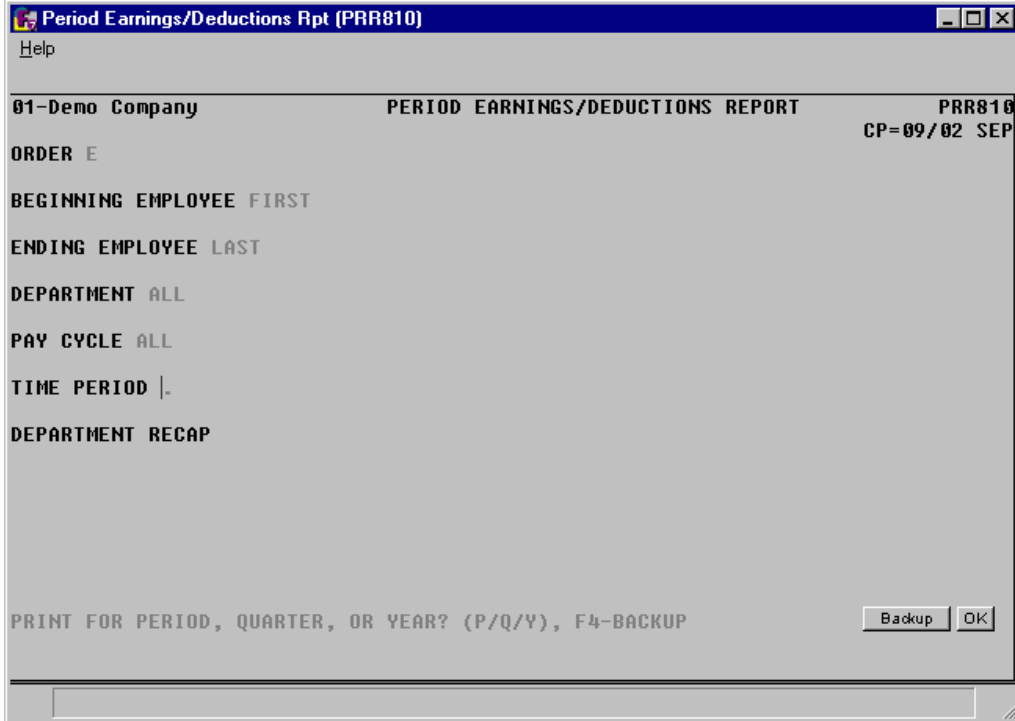 Period Earnings/Deductions Rpt (PRR810)
Help
01-Demo Company PERIOD EARNINGS/DEDUCTIONS REPORT PRR810
CP=09/02 SEP
ORDER E
BEGINNING EMPLOYEE FIRST
ENDING EMPLOYEE LAST
DEPARTMENT ALL
PAY CYCLE ALL
TIME PERIOD .
DEPARTMENT RECAP
PRINT FOR PERIOD, QUARTER, OR YEAR? (P/Q/Y), F4-BACKUP Backup OK